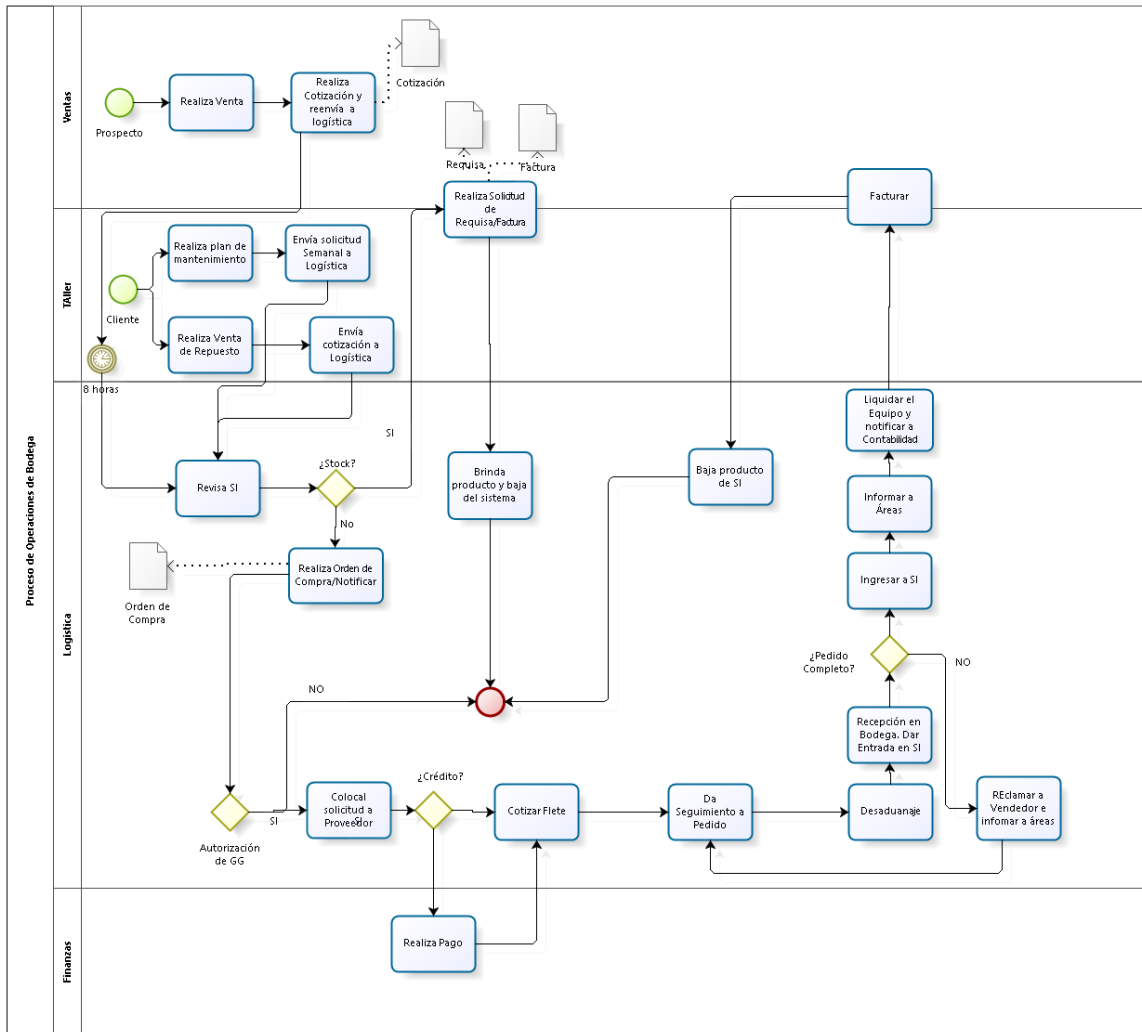 Proceso de Operaciones de Bodega
Ventas
Prospecto
Realiza Venta
Realiza
Cotización y
reenvía a
logística
Cotización
Requisa
Factura
Realiza Solicitud
de
Requisa/Factura
Facturar
TAller
Cliente
Realiza plan de
mantenimiento
Envía solicitud
Semanal a
Logística
Realiza Venta
de Repuesto
Envía
cotización a
Logística
8 horas
Logística
Revisa SI
¿Stock?
SI
No
Brinda
producto y baja
del sistema
Baja producto
de SI
Liquidar el
Equipo y
notificar a
Contabilidad
Informar a
Áreas
Ingresar a SI
Realiza Orden de
Compra/Notificar
Orden de
Compra
¿Pedido
Completo?
NO
NO
Recepción en
Bodega. Dar
Entrada en SI
Autorización
de GG
SI
Colocal
solicitud a
Proveedor
SI
¿Crédito?
Cotizar Flete
Da
Seguimiento a
Pedido
Desaduanaje
REclamar a
Vendedor e
infomar a áreas
Finanzas
Realiza Pago